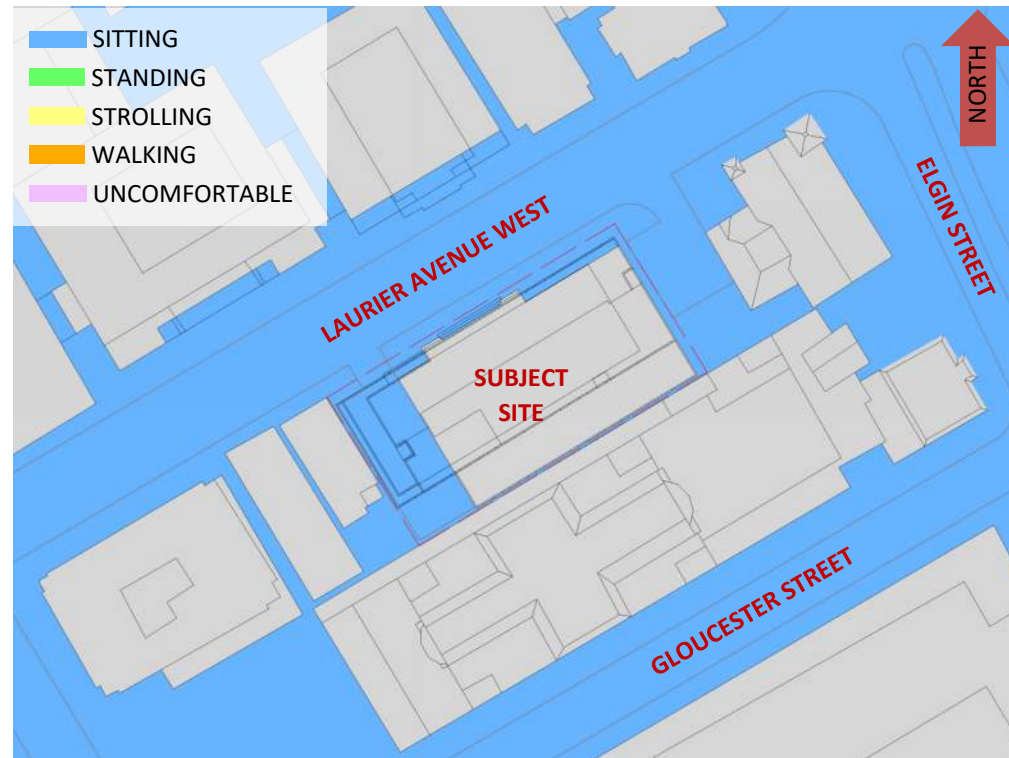 SITTING
STANDING
STROLLING
WALKING
UNCOMFORTABLE
NORTH
ELGIN STREET
LAURIER AVENUE WEST
SUBJECT
SITE
GLOUCESTER STREET